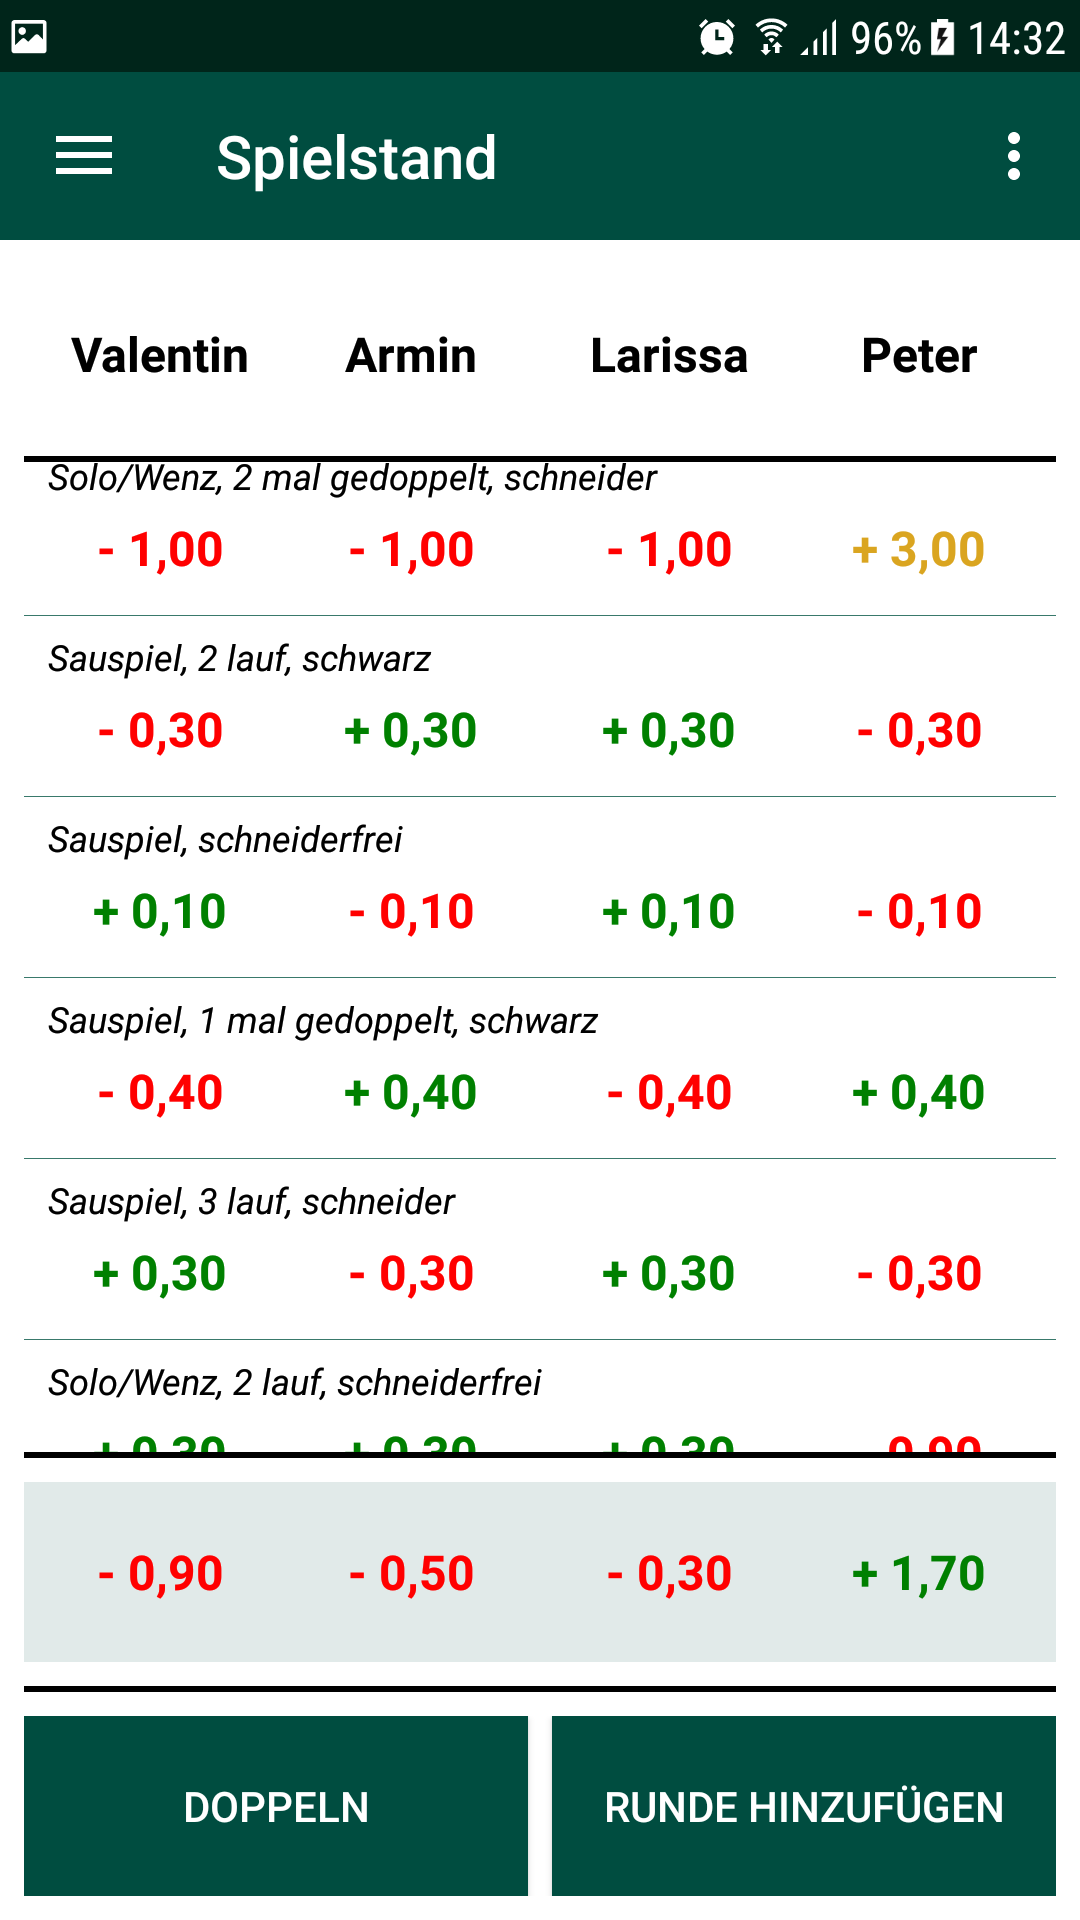 96% 14:32
Spielstand
Valentin Armin Larissa Peter
Solo/Wenz, 2 mal gedoppelt, schneider
- 1,00 - 1,00 - 1,00 + 3,00
Sauspiel, 2 lauf, schwarz
- 0,30 + 0,30 + 0,30 - 0,30
Sauspiel, schneiderfrei
+ 0,10 - 0,10 + 0,10 - 0,10
Sauspiel, 1 mal gedoppelt, schwarz
- 0,40 + 0,40 - 0,40 + 0,40
Sauspiel, 3 lauf, schneider
+ 0,30 - 0,30 + 0,30 - 0,30
Solo/Wenz, 2 lauf, schneiderfrei
- 0,90 - 0,50 - 0,30 + 1,70
DOPPELN RUNDE HINZUFÜGEN